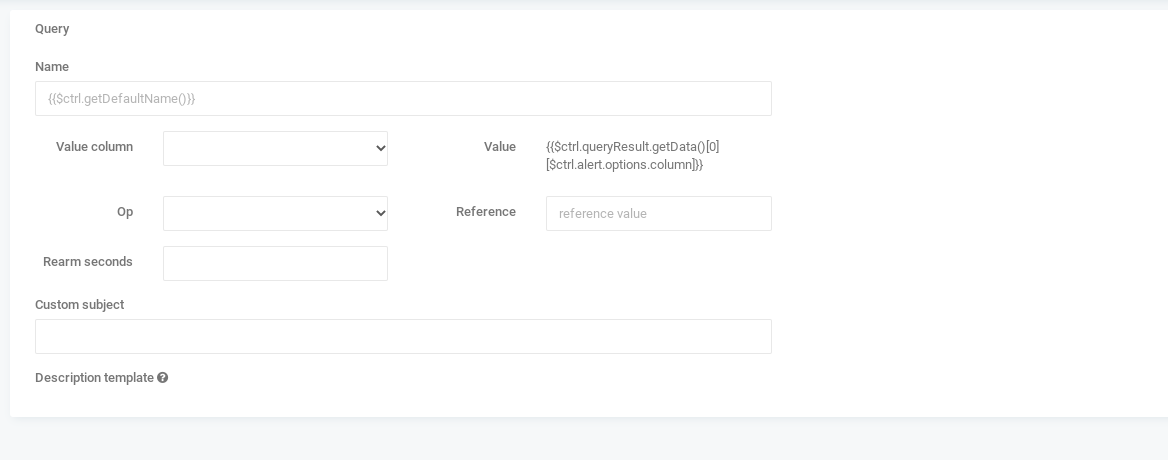 Query
Name
{{$ctrl.getDefaultName()}}
Value column
Value
{{$ctrl.queryResult.getData()[0]
[$ctrl.alert.options.column]}}
Op
Reference
reference value
Rearm seconds
Custom subject
Description template